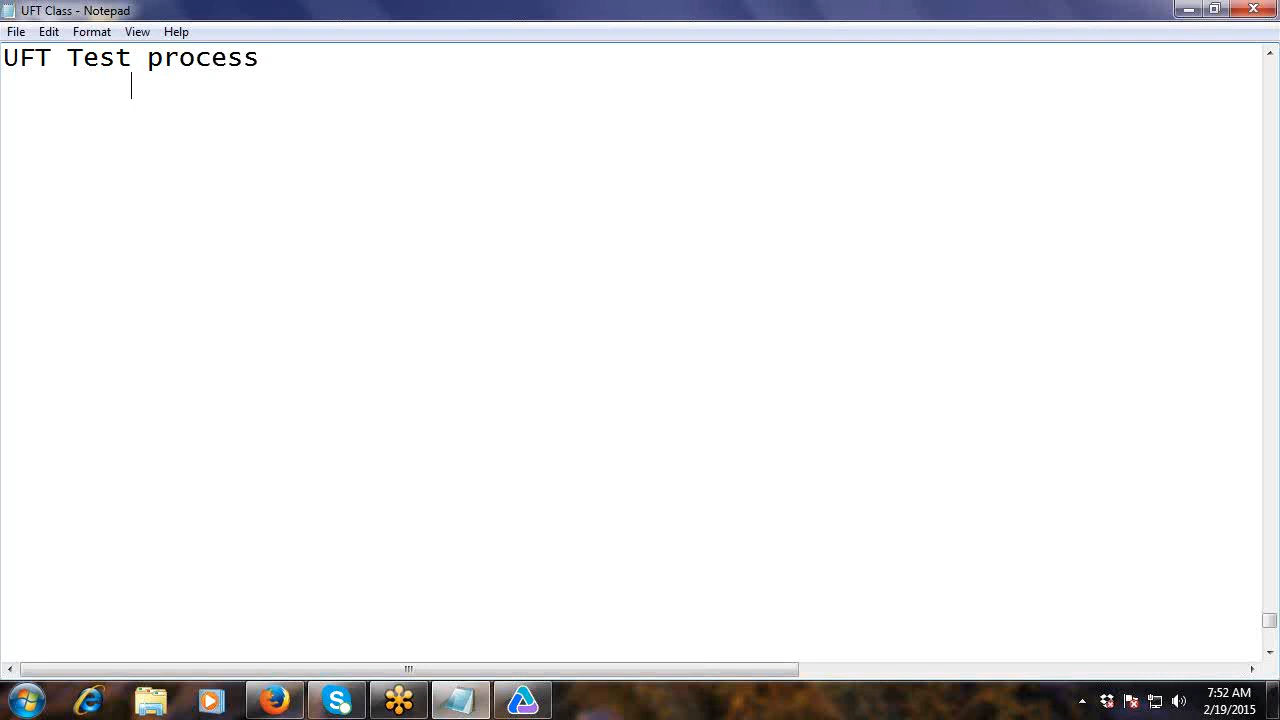 UFT Class - Notepad
File Edit Format View Help
UFT Test process
7:52 AM
2/19/2015